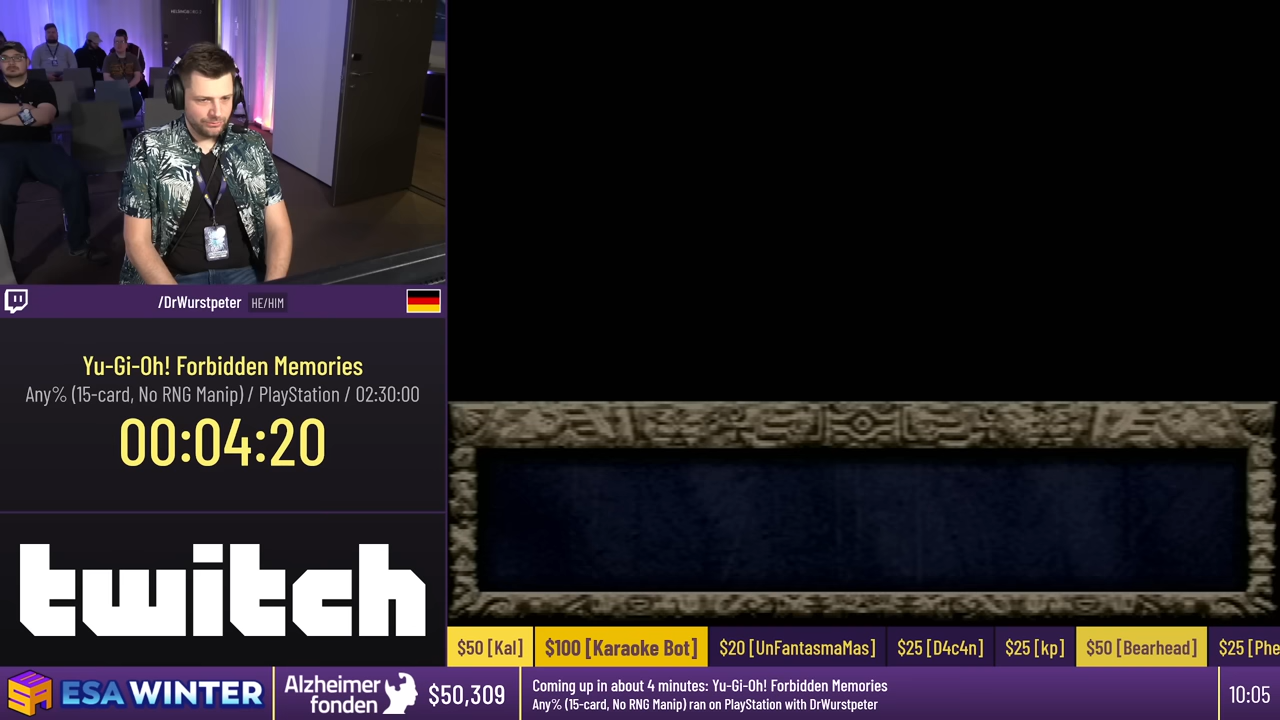 /DrWurstpeter HE/HIM
Yu-Gi-Oh! Forbidden Memories
Any% (15-card, No RNG Manip) / PlayStation / 02:30:00
00:04:20
twitch
$50 [Kal] $100 [Karaoke Bot] $20 [UnFantasmaMas] $25 [D4c4n] $25 [kp] $50 [Bearhead] $25 [Phe
ESA WINTER
Alzheimer
fonden
$50,309
Coming up in about 4 minutes: Yu-Gi-Oh! Forbidden Memories
Any% (15-card, No RNG Manip) ran on PlayStation with DrWurstpeter
10:05